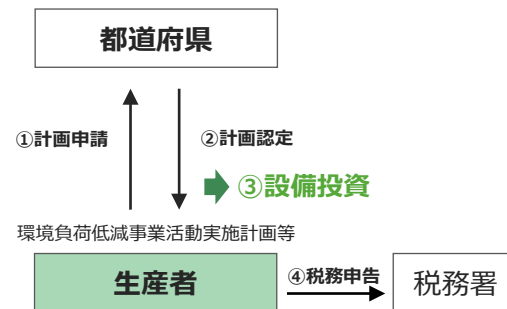 都道府県
①計画申請
②計画認定
③設備投資
環境負荷低減事業活動実施計画等
生産者
④税務申告
税務署